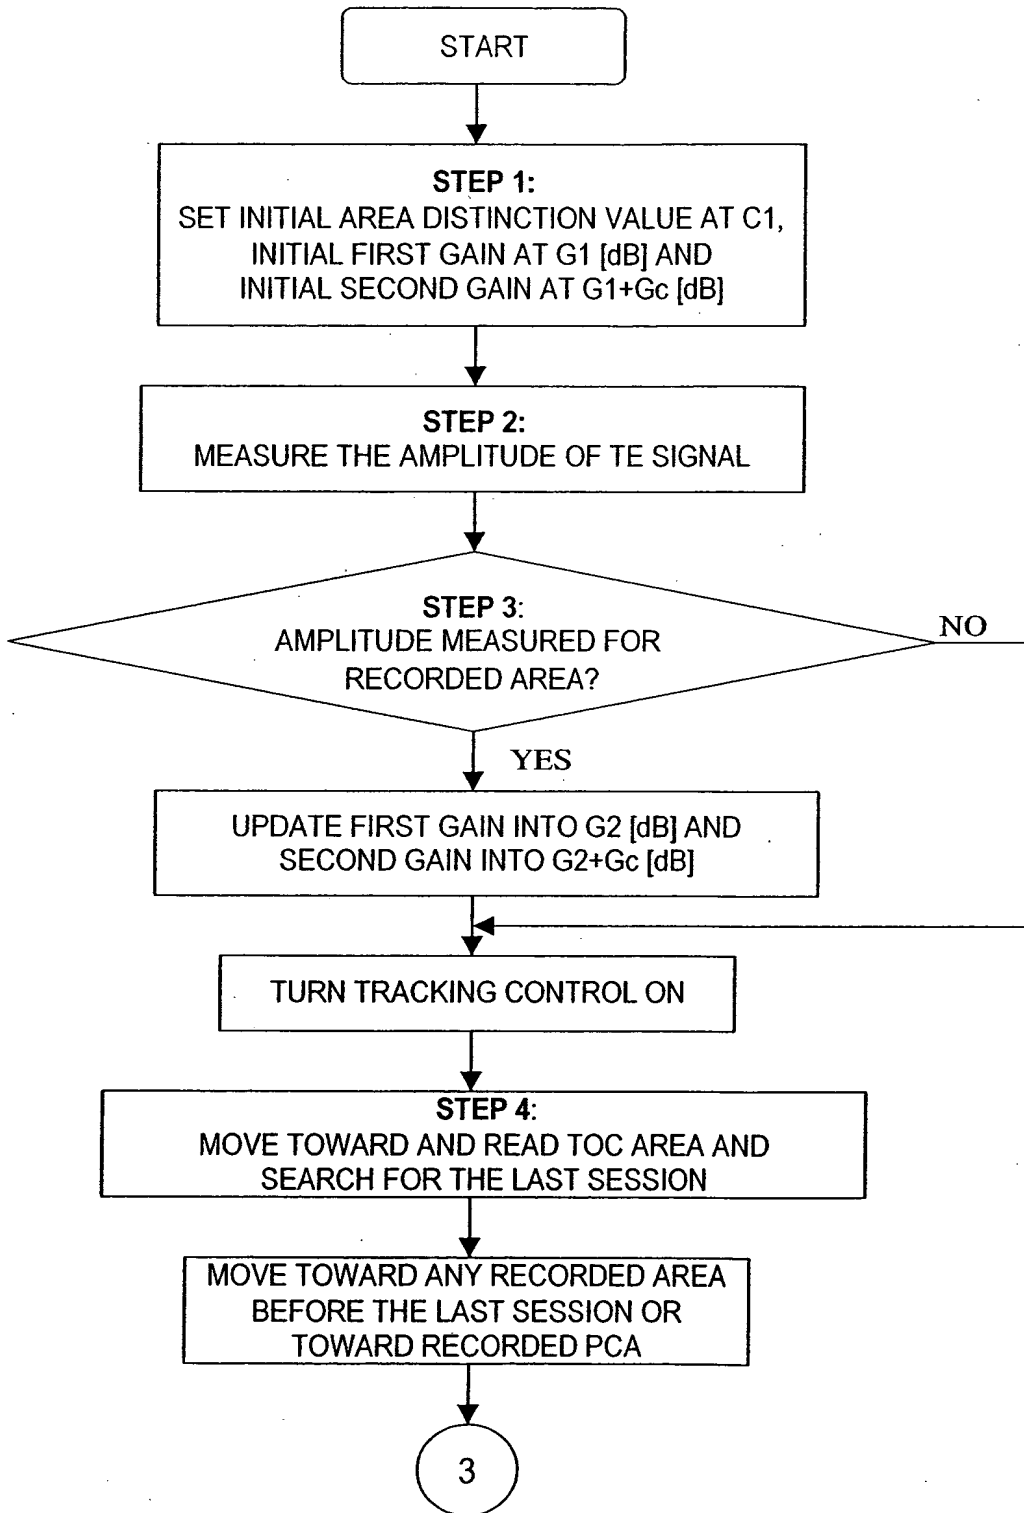 START
STEP 1:
SET INITIAL AREA DISTINCTION VALUE AT C1,
INITIAL FIRST GAIN AT G1 [dB] AND
INITIAL SECOND GAIN AT G1+Gc [dB]
STEP 2:
MEASURE THE AMPLITUDE OF TE SIGNAL
STEP 3:
AMPLITUDE MEASURED FOR
RECORDED AREA?
NO
YES
UPDATE FIRST GAIN INTO G2 [dB] AND
SECOND GAIN INTO G2+Gc [dB]
TURN TRACKING CONTROL ON
STEP 4:
MOVE TOWARD AND READ TOC AREA AND
SEARCH FOR THE LAST SESSION
MOVE TOWARD ANY RECORDED AREA
BEFORE THE LAST SESSION OR
TOWARD RECORDED PCA
3